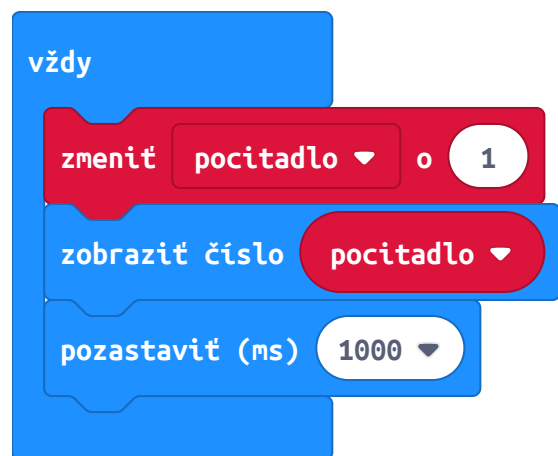 vždy
zmeniť pocitadlo o 1
zobraziť číslo pocitadlo
pozastaviť (ms) 1000